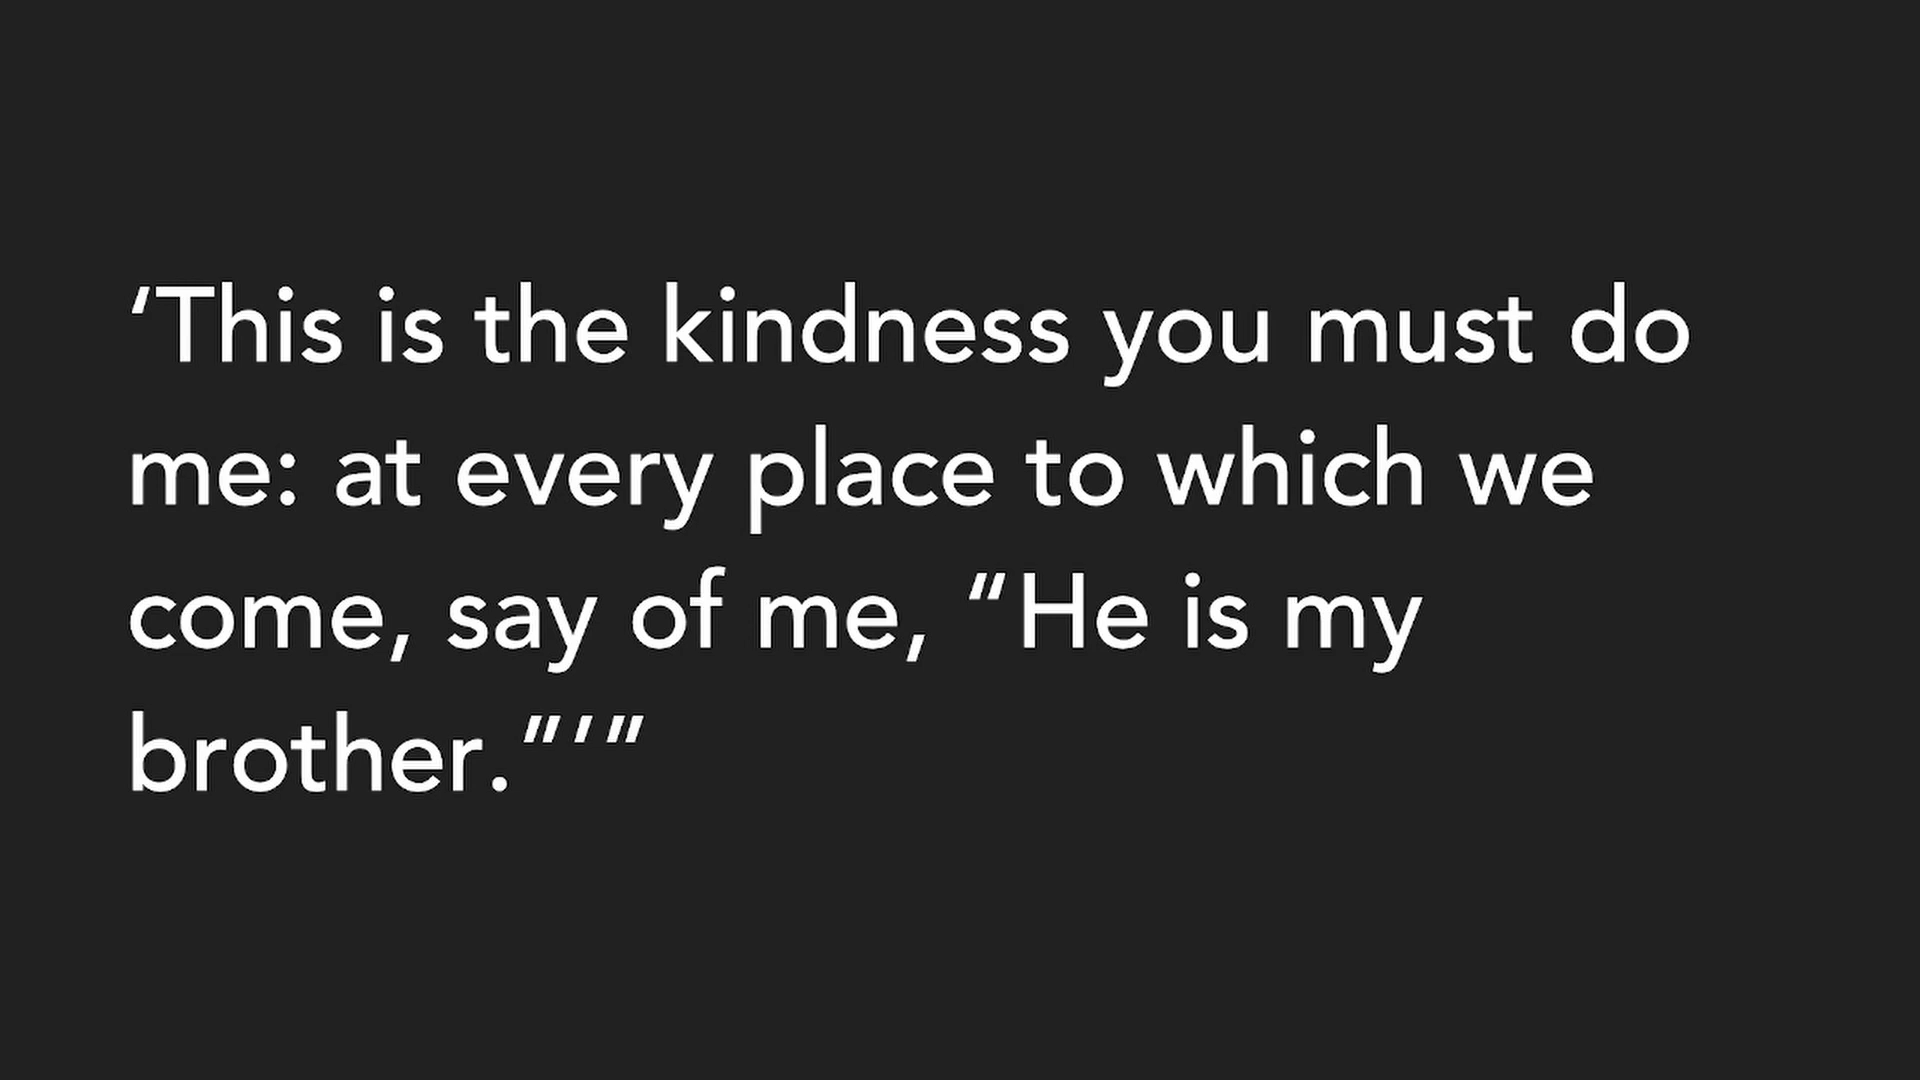 ‘This is the kindness you must do
me: at every place to which we
come, say of me, “He is my
brother.”’”